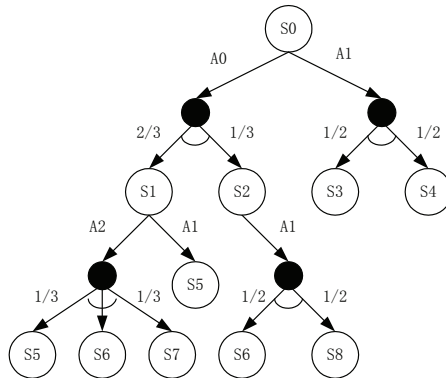 S0
A0 A1
2/3 1/3 1/2 1/2
S1 S2 S3 S4
A2 A1 A1
S5
1/3 1/3 1/2 1/2
S5 S6 S7 S6 S8